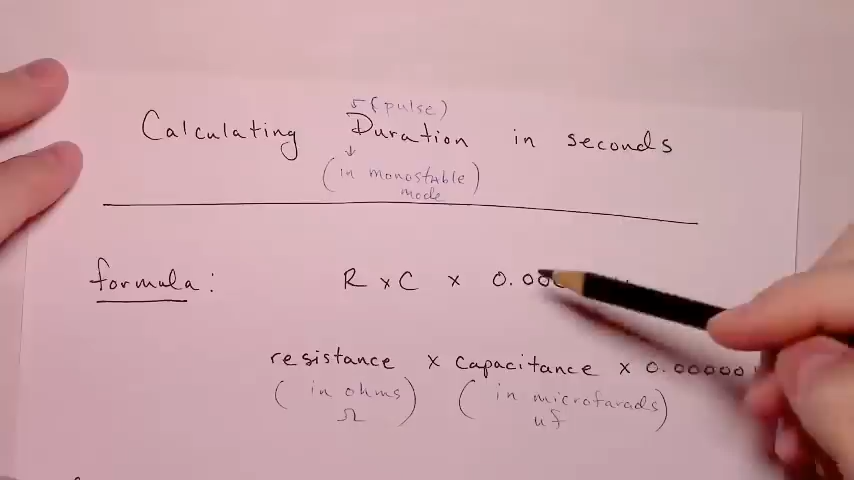 (pulse)
Calculating Duration in seconds
(in monostable
mode)
formula: R x C x 0.00
resistance x capacitance x 0.00000
(in ohms) (in microfarads)
Ω uf